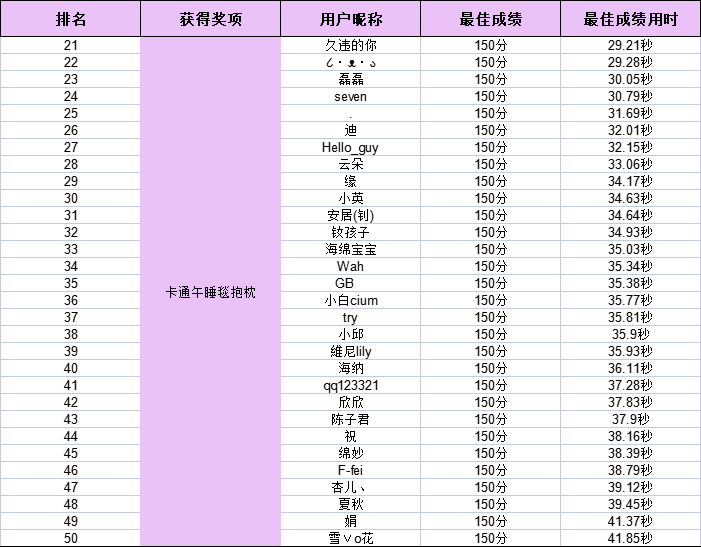 排名 获得奖项 用户昵称 最佳成绩 最佳成绩用时
21 久违的你 150分 29.21秒
22 ૮・ᴥ・ა 150分 29.28秒
23 磊磊 150分 30.05秒
24 seven 150分 30.79秒
25 . 150分 31.69秒
26 迪 150分 32.01秒
27 Hello_guy 150分 32.15秒
28 云朵 150分 33.06秒
29 缘 150分 34.17秒
30 小英 150分 34.63秒
31 安居(钊) 150分 34.64秒
32 钕孩子 150分 34.93秒
33 海绵宝宝 150分 35.03秒
34 Wah 150分 35.34秒
35 GB 150分 35.38秒
36 卡通午睡毯抱枕 小白cium 150分 35.77秒
37 try 150分 35.81秒
38 小邱 150分 35.9秒
39 維尼lily 150分 35.93秒
40 海纳 150分 36.11秒
41 qq123321 150分 37.28秒
42 欣欣 150分 37.83秒
43 陈子君 150分 37.9秒
44 祝 150分 38.16秒
45 绵妙 150分 38.39秒
46 F-fei 150分 38.79秒
47 杏儿、 150分 39.12秒
48 夏秋 150分 39.45秒
49 娟 150分 41.37秒
50 雪∨o花 150分 41.85秒